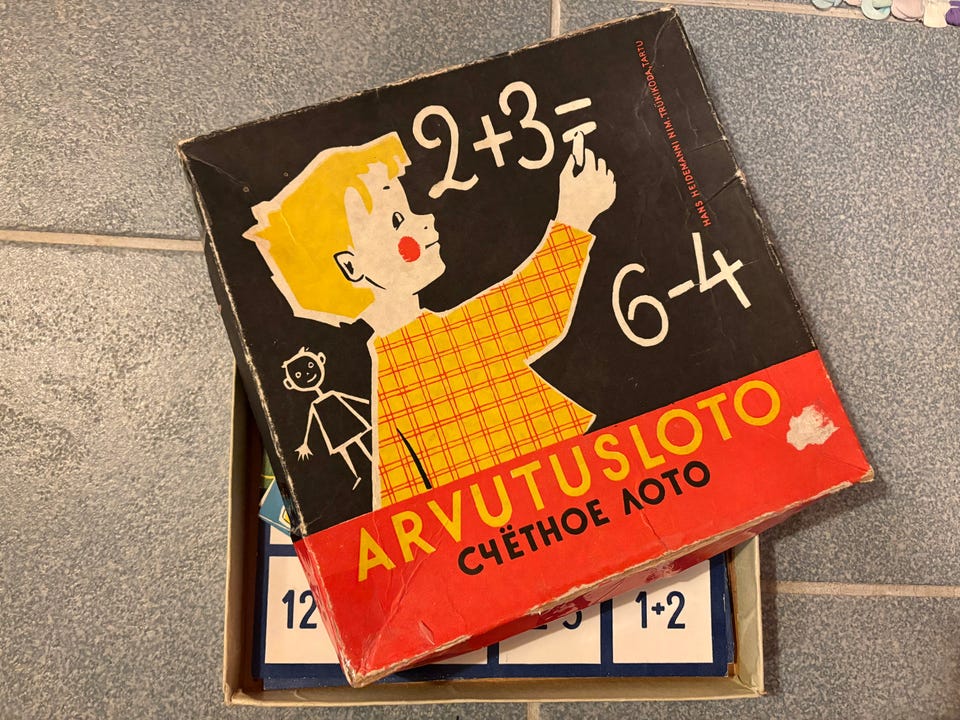 2+3=
HANS HEIDEMANNI NIM. TRÜKIKODA, TARTU
6-4
ARVUTUSLOTO
СЧЁТНОЕ ЛОТО
12
1+2